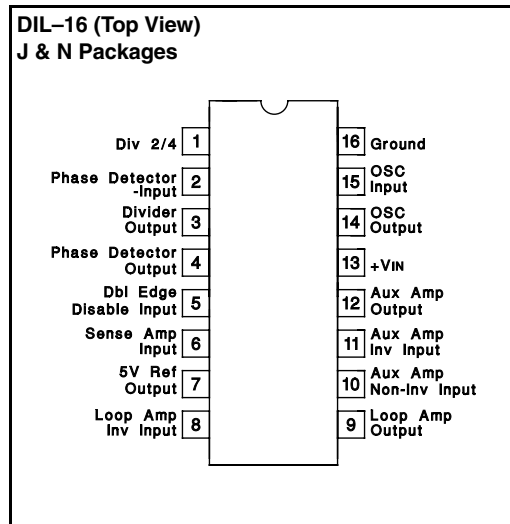 DIL–16 (Top View)
J & N Packages
Div 2/4 1
Phase Detector
-Input 2
Divider
Output 3
Phase Detector
Output 4
Dbl Edge
Disable Input 5
Sense Amp
Input 6
5V Ref
Output 7
Loop Amp
Inv Input 8
16 Ground
15 OSC
Input
14 OSC
Output
13 +VIN
12 Aux Amp
Output
11 Aux Amp
Inv Input
10 Aux Amp
Non-Inv Input
9 Loop Amp
Output